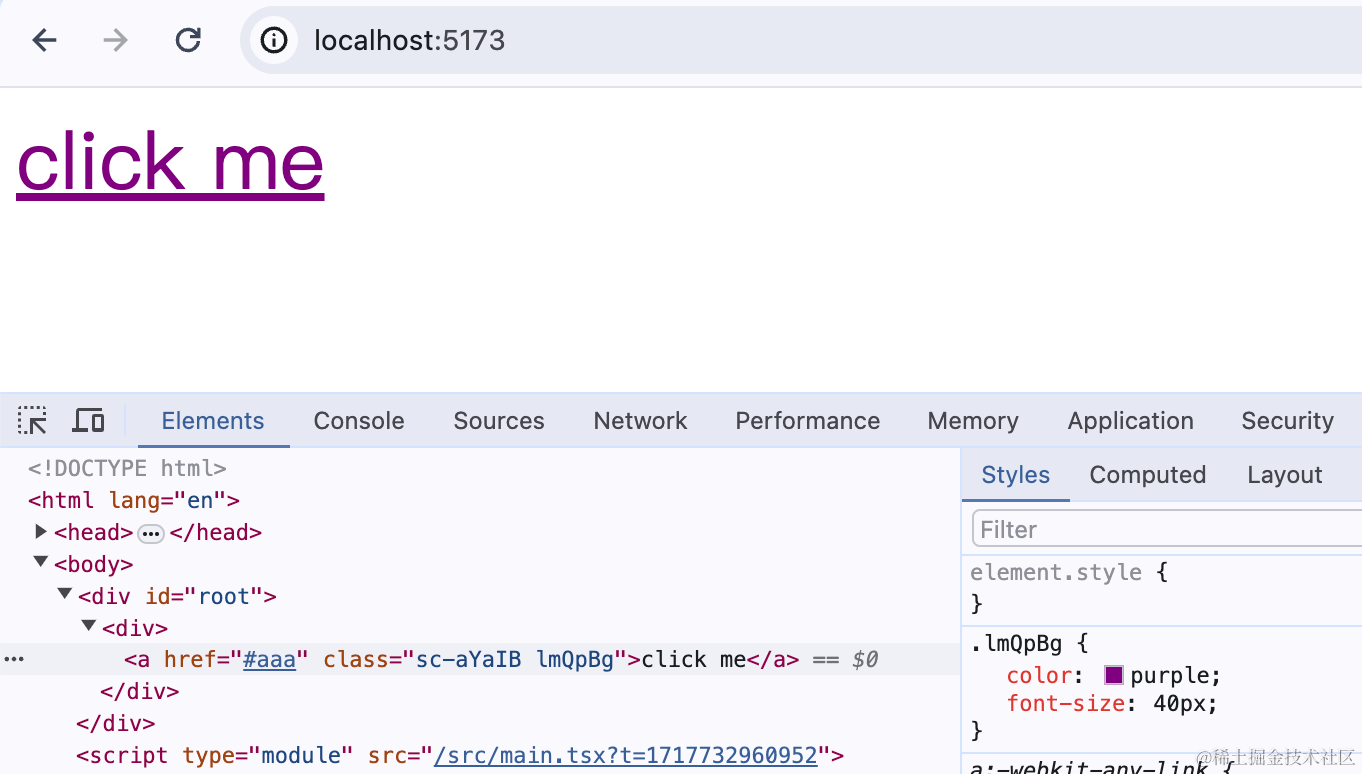 localhost:5173
click me
Elements Console Sources Network Performance Memory Application Security
<!DOCTYPE html>
<html lang="en">
<head> ••• </head>
<body>
<div id="root">
<div>
<a href="#aaa" class="sc-aYaIB lmQpBg">click me</a> == $0
</div>
</div>
<script type="module" src="/src/main.tsx?t=1717732960952">
Styles Computed Layout
Filter
element.style {
}
.lmQpBg {
color: purple;
font-size: 40px;
}
a:-webkit-any-link {
@稀土掘金技术社区